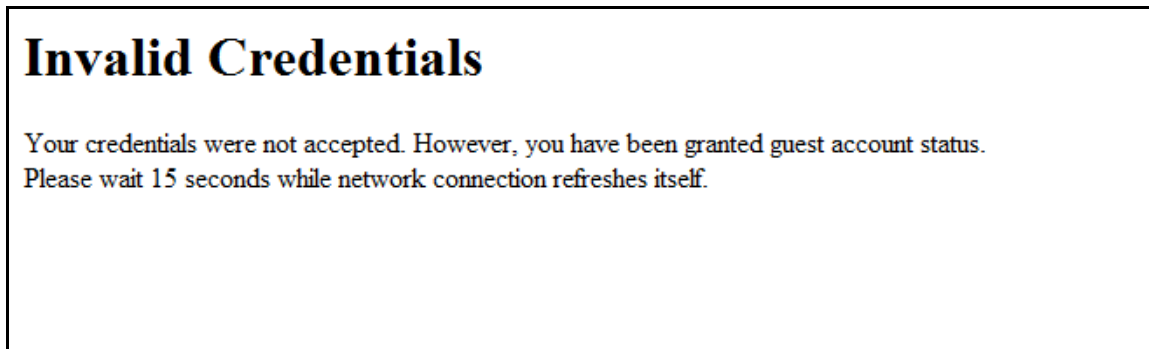 Invalid Credentials
Your credentials were not accepted. However, you have been granted guest account status.
Please wait 15 seconds while network connection refreshes itself.